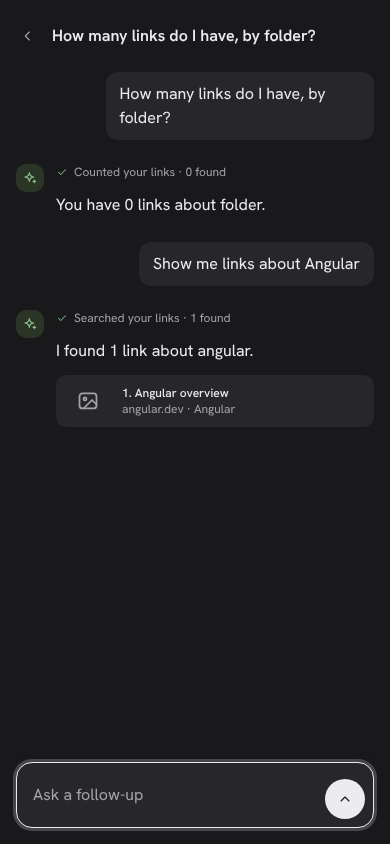 How many links do I have, by folder?
How many links do I have, by
folder?
Counted your links · 0 found
You have 0 links about folder.
Show me links about Angular
Searched your links · 1 found
I found 1 link about angular.
1. Angular overview
angular.dev · Angular
Ask a follow-up